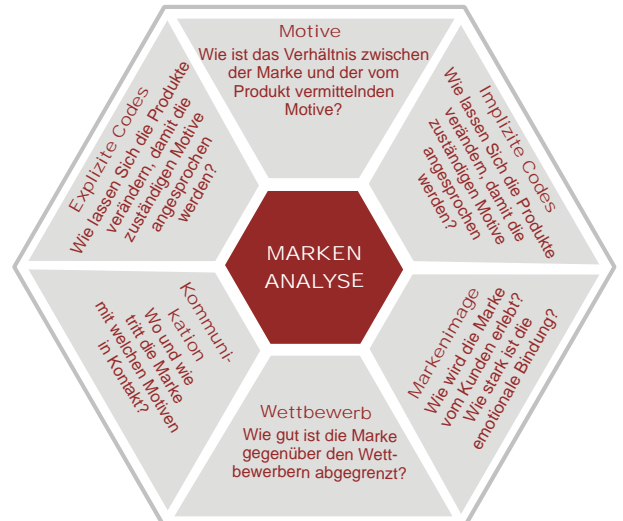 Motive
Wie ist das Verhältnis zwischen
der Marke und der vom
Produkt vermittelnden
Motive?
Implizite Codes
Wie lassen Sich die Produkte
verändern, damit die
zuständigen Motive
angesprochen
werden?
Markenimage
Wie wird die Marke
vom Kunden erlebt?
Wie stark ist die
emotionale Bindung?
Wettbewerb
Wie gut ist die Marke
gegenüber den Wett-
bewerbern abgegrenzt?
Kommuni-
kation
Wo und wie
tritt die Marke
mit welchen Motiven
in Kontakt?
Explizite Codes
Wie lassen Sich die Produkte
verändern, damit die
zuständigen Motive
angesprochen
werden?
MARKEN
ANALYSE